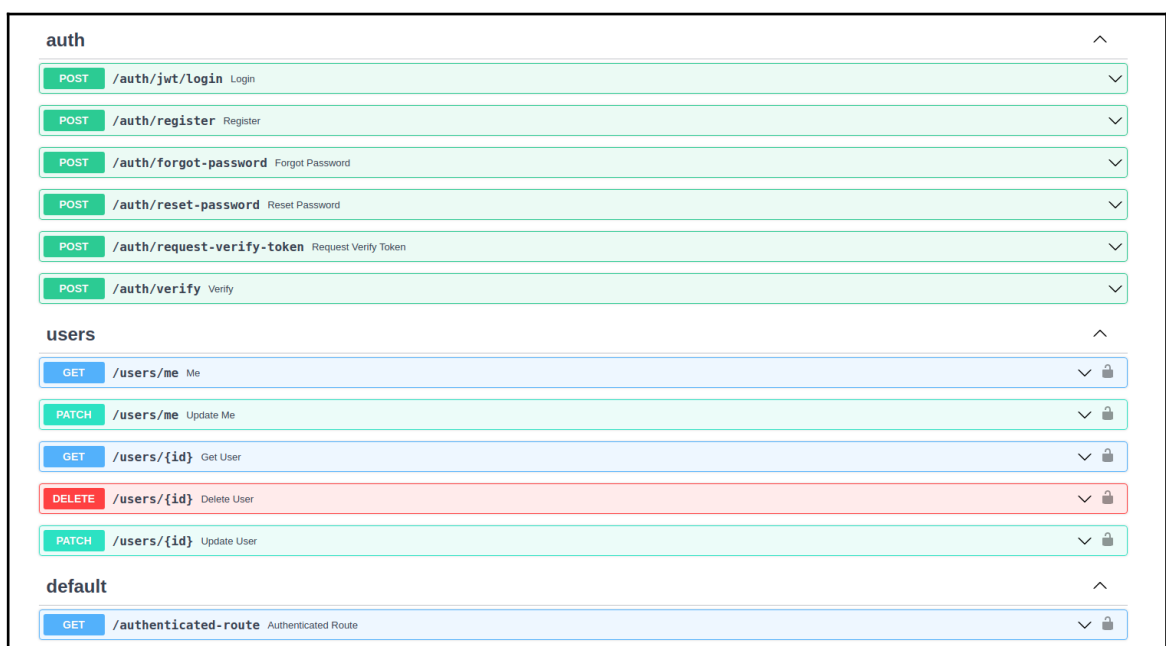 auth
POST /auth/jwt/login Login
POST /auth/register Register
POST /auth/forgot-password Forgot Password
POST /auth/reset-password Reset Password
POST /auth/request-verify-token Request Verify Token
POST /auth/verify Verify
users
GET /users/me Me
PATCH /users/me Update Me
GET /users/{id} Get User
DELETE /users/{id} Delete User
PATCH /users/{id} Update User
default
GET /authenticated-route Authenticated Route